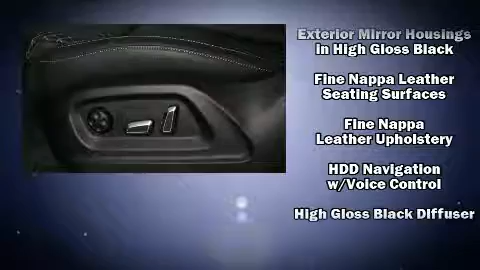 Exterior Mirror Housings
in High Gloss Black
Fine Nappa Leather
Seating Surfaces
Fine Nappa
Leather Upholstery
HDD Navigation
w/Voice Control
High Gloss Black Diffuser